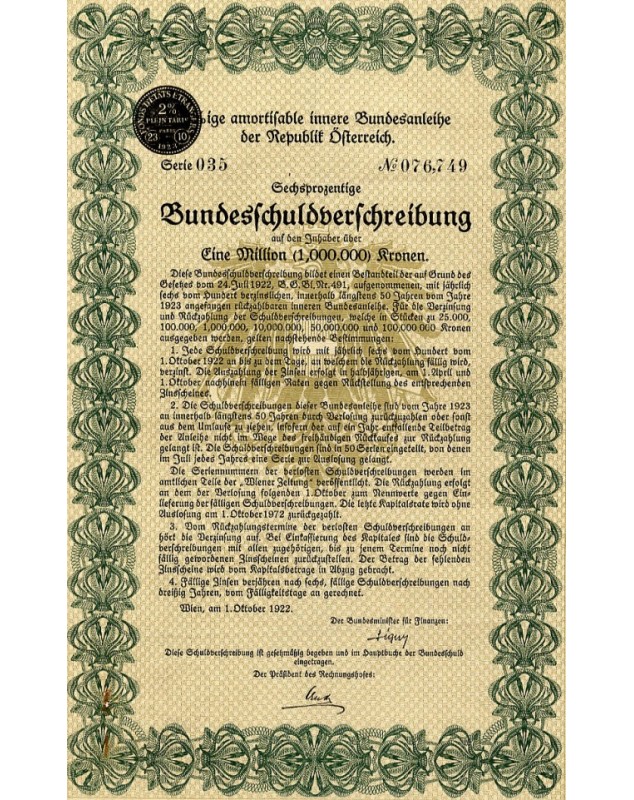 FONDS D'ETATS ETRANGERS
2%
PLEIN TARIF
23 10
1923
ige amortisable innere Bundesanleihe
der Republik Österreich.
Serie 035 № 076,749
Sechsprozentige
Bundesschuldverschreibung
auf den Inhaber über
Eine Million (1,000.000) Kronen.
Diese Bundesschuldverschreibung bildet einen Bestandteil der auf Grund des
Gesetzes vom 24. Juli 1922, B. G. Bl. Nr. 491, aufgenommenen, mit jährlich
sechs vom Hundert verzinslichen, innerhalb längstens 50 Jahren vom Jahre
1923 angefangen rückzahlbaren inneren Bundesanleihe. Für die Verzinsung
und Rückzahlung der Schuldverschreibungen, welche in Stücken zu 25.000,
100.000, 1,000.000, 10,000.000, 50,000.000 und 100,000.000 Kronen
ausgegeben werden, gelten nachstehende Bestimmungen:
1. Jede Schuldverschreibung wird mit jährlich sechs vom Hundert vom
1. Oktober 1922 an bis zu dem Tage, an welchem die Rückzahlung fällig wird,
verzinst. Die Auszahlung der Zinsen erfolgt in halbjährigen, am 1. April und
1. Oktober nachhinein fälligen Raten gegen Rückstellung des entsprechenden
Zinsscheines.
2. Die Schuldverschreibungen dieser Bundesanleihe sind vom Jahre 1923
an innerhalb längstens 50 Jahren durch Verlosung zurückzuzahlen oder sonst
aus dem Umlaufe zu ziehen, insofern der auf ein Jahr entfallende Teilbetrag
der Anleihe nicht im Wege des freihändigen Rückkaufes zur Rückzahlung
gelangt ist. Die Schuldverschreibungen sind in 50 Serien eingeteilt, von denen
im Juli jedes Jahres eine Serie zur Auslosung gelangt.
Die Seriennummern der verlosten Schuldverschreibungen werden im
amtlichen Teile der „Wiener Zeitung" veröffentlicht. Die Rückzahlung erfolgt
an dem der Verlosung folgenden 1. Oktober zum Nennwerte gegen Ein-
lieferung der fälligen Schuldverschreibungen. Die letzte Kapitalsrate wird ohne
Auslosung am 1. Oktober 1972 zurückgezahlt.
3. Vom Rückzahlungstermine der verlosten Schuldverschreibungen an
hört die Verzinsung auf. Bei Einkassierung des Kapitales sind die Schuld-
verschreibungen mit allen zugehörigen, bis zu jenem Termine noch nicht
fällig gewordenen Zinsscheinen zurückzustellen. Der Betrag der fehlenden
Zinsscheine wird vom Kapitalsbetrage in Abzug gebracht.
4. Fällige Zinsen verjähren nach sechs, fällige Schuldverschreibungen nach
dreißig Jahren, vom Fälligkeitstage an gerechnet.
Wien, am 1. Oktober 1922.
Der Bundesminister für Finanzen:
Diese Schuldverschreibung ist gesetzmäßig begeben und im Hauptbuche der Bundesschuld
eingetragen.
Der Präsident des Rechnungshofes: